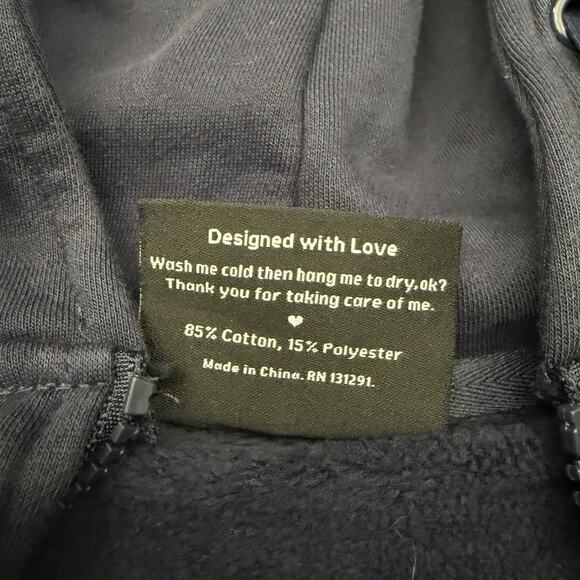 Designed with Love
Wash me cold then hang me to dry, ok?
Thank you for taking care of me.
85% Cotton, 15% Polyester
Made in China. RN 131291.